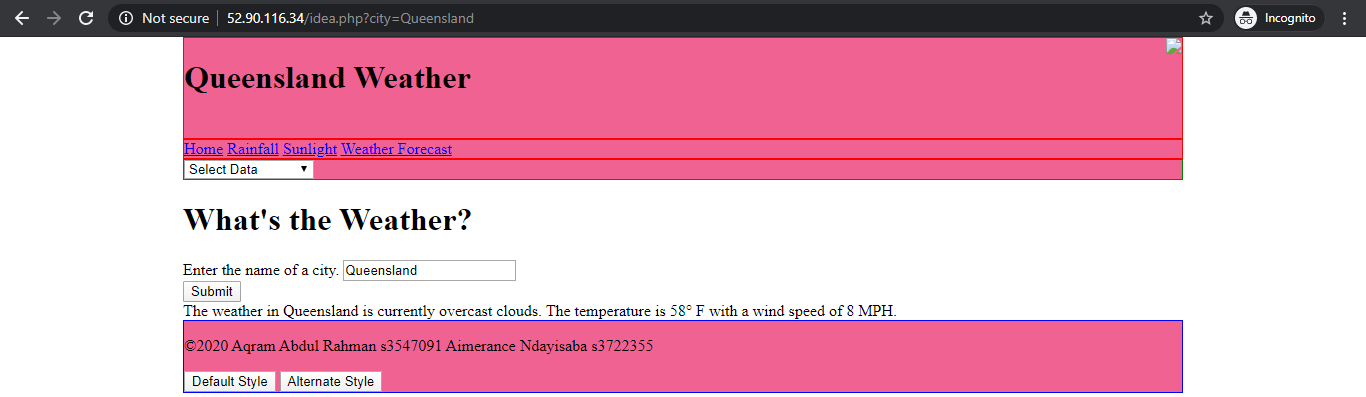 Not secure 52.90.116.34/idea.php?city=Queensland Incognito
Queensland Weather
Home Rainfall Sunlight Weather Forecast
Select Data
What's the Weather?
Enter the name of a city. Queensland
Submit
The weather in Queensland is currently overcast clouds. The temperature is 58° F with a wind speed of 8 MPH.
©2020 Aqram Abdul Rahman s3547091 Aimerance Ndayisaba s3722355
Default Style Alternate Style